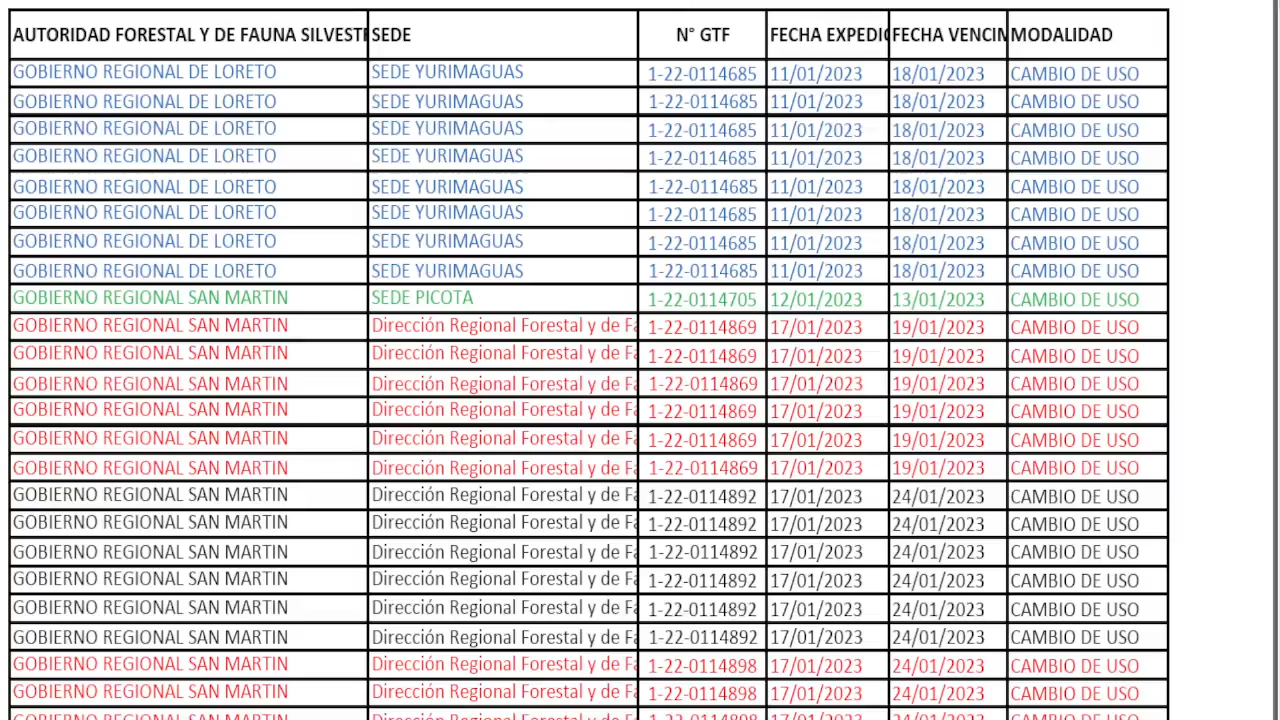 AUTORIDAD FORESTAL Y DE FAUNA SILVESTR SEDE N° GTF FECHA EXPEDIC FECHA VENCIM MODALIDAD
GOBIERNO REGIONAL DE LORETO SEDE YURIMAGUAS 1-22-0114685 11/01/2023 18/01/2023 CAMBIO DE USO
GOBIERNO REGIONAL DE LORETO SEDE YURIMAGUAS 1-22-0114685 11/01/2023 18/01/2023 CAMBIO DE USO
GOBIERNO REGIONAL DE LORETO SEDE YURIMAGUAS 1-22-0114685 11/01/2023 18/01/2023 CAMBIO DE USO
GOBIERNO REGIONAL DE LORETO SEDE YURIMAGUAS 1-22-0114685 11/01/2023 18/01/2023 CAMBIO DE USO
GOBIERNO REGIONAL DE LORETO SEDE YURIMAGUAS 1-22-0114685 11/01/2023 18/01/2023 CAMBIO DE USO
GOBIERNO REGIONAL DE LORETO SEDE YURIMAGUAS 1-22-0114685 11/01/2023 18/01/2023 CAMBIO DE USO
GOBIERNO REGIONAL DE LORETO SEDE YURIMAGUAS 1-22-0114685 11/01/2023 18/01/2023 CAMBIO DE USO
GOBIERNO REGIONAL DE LORETO SEDE YURIMAGUAS 1-22-0114685 11/01/2023 18/01/2023 CAMBIO DE USO
GOBIERNO REGIONAL SAN MARTIN SEDE PICOTA 1-22-0114705 12/01/2023 13/01/2023 CAMBIO DE USO
GOBIERNO REGIONAL SAN MARTIN Dirección Regional Forestal y de Fa 1-22-0114869 17/01/2023 19/01/2023 CAMBIO DE USO
GOBIERNO REGIONAL SAN MARTIN Dirección Regional Forestal y de Fa 1-22-0114869 17/01/2023 19/01/2023 CAMBIO DE USO
GOBIERNO REGIONAL SAN MARTIN Dirección Regional Forestal y de Fa 1-22-0114869 17/01/2023 19/01/2023 CAMBIO DE USO
GOBIERNO REGIONAL SAN MARTIN Dirección Regional Forestal y de Fa 1-22-0114869 17/01/2023 19/01/2023 CAMBIO DE USO
GOBIERNO REGIONAL SAN MARTIN Dirección Regional Forestal y de Fa 1-22-0114869 17/01/2023 19/01/2023 CAMBIO DE USO
GOBIERNO REGIONAL SAN MARTIN Dirección Regional Forestal y de Fa 1-22-0114869 17/01/2023 19/01/2023 CAMBIO DE USO
GOBIERNO REGIONAL SAN MARTIN Dirección Regional Forestal y de Fa 1-22-0114892 17/01/2023 24/01/2023 CAMBIO DE USO
GOBIERNO REGIONAL SAN MARTIN Dirección Regional Forestal y de Fa 1-22-0114892 17/01/2023 24/01/2023 CAMBIO DE USO
GOBIERNO REGIONAL SAN MARTIN Dirección Regional Forestal y de Fa 1-22-0114892 17/01/2023 24/01/2023 CAMBIO DE USO
GOBIERNO REGIONAL SAN MARTIN Dirección Regional Forestal y de Fa 1-22-0114892 17/01/2023 24/01/2023 CAMBIO DE USO
GOBIERNO REGIONAL SAN MARTIN Dirección Regional Forestal y de Fa 1-22-0114892 17/01/2023 24/01/2023 CAMBIO DE USO
GOBIERNO REGIONAL SAN MARTIN Dirección Regional Forestal y de Fa 1-22-0114892 17/01/2023 24/01/2023 CAMBIO DE USO
GOBIERNO REGIONAL SAN MARTIN Dirección Regional Forestal y de Fa 1-22-0114898 17/01/2023 24/01/2023 CAMBIO DE USO
GOBIERNO REGIONAL SAN MARTIN Dirección Regional Forestal y de Fa 1-22-0114898 17/01/2023 24/01/2023 CAMBIO DE USO
GOBIERNO REGIONAL SAN MARTIN Dirección Regional Forestal y de Fa 1-22-0114898 17/01/2023 24/01/2023 CAMBIO DE USO